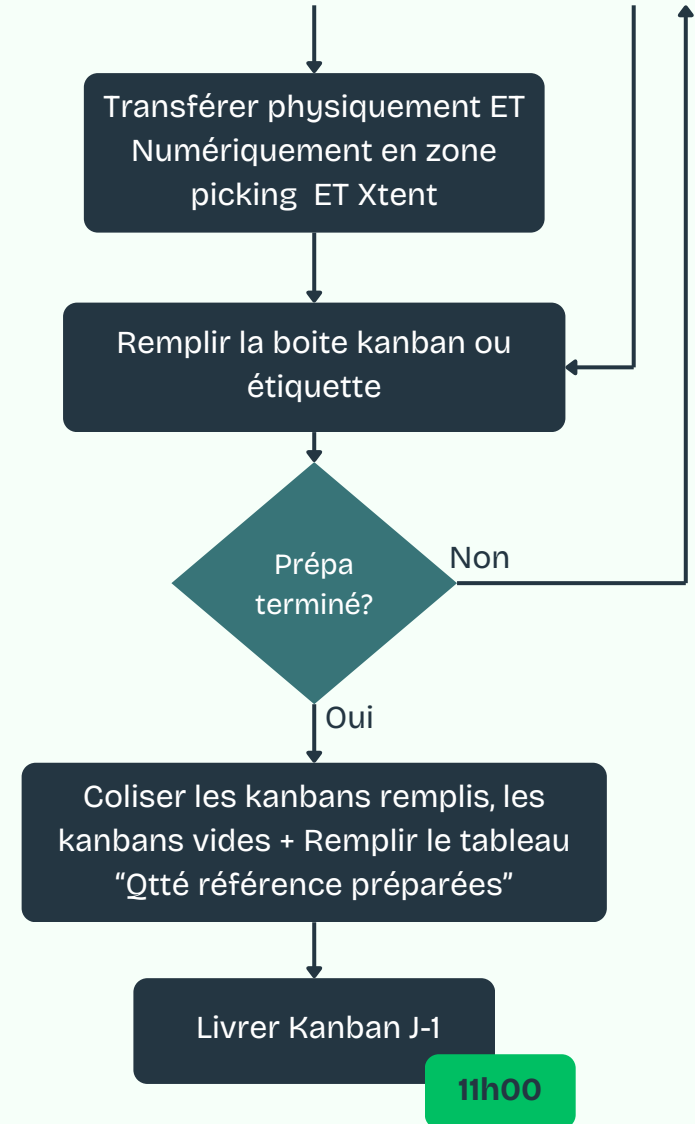 Transférer physiquement ET
Numériquement en zone
picking  ET Xtent
Remplir la boite kanban ou
étiquette
Prépa
terminé?
Non
Oui
Coliser les kanbans remplis, les
kanbans vides + Remplir le tableau
“Qtté référence préparées”
Livrer Kanban J-1
11h00